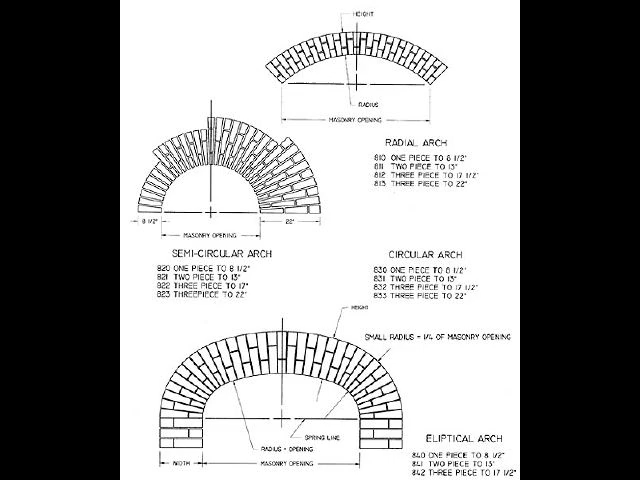 HEIGHT
RADIUS
MASONRY OPENING
RADIAL ARCH
810 ONE PIECE TO 8 1/2"
811 TWO PIECE TO 13"
812 THREE PIECE TO 17 1/2"
813 THREE PIECE TO 22"
8 1/2"
22"
MASONRY OPENING
SEMI-CIRCULAR ARCH
820 ONE PIECE TO 8 1/2"
821 TWO PIECE TO 13"
822 THREE PIECE TO 17"
823 THREEPIECE TO 22"
CIRCULAR ARCH
830 ONE PIECE TO 8 1/2"
831 TWO PIECE TO 13"
832 THREE PIECE TO 17 1/2"
833 THREE PIECE TO 22"
HEIGHT
SMALL RADIUS = 1/4 OF MASONRY OPENING
SPRING LINE
RADIUS = OPENING
WIDTH
MASONRY OPENING
ELIPTICAL ARCH
840 ONE PIECE TO 8 1/2"
841 TWO PIECE TO 13"
842 THREE PIECE TO 17 1/2"